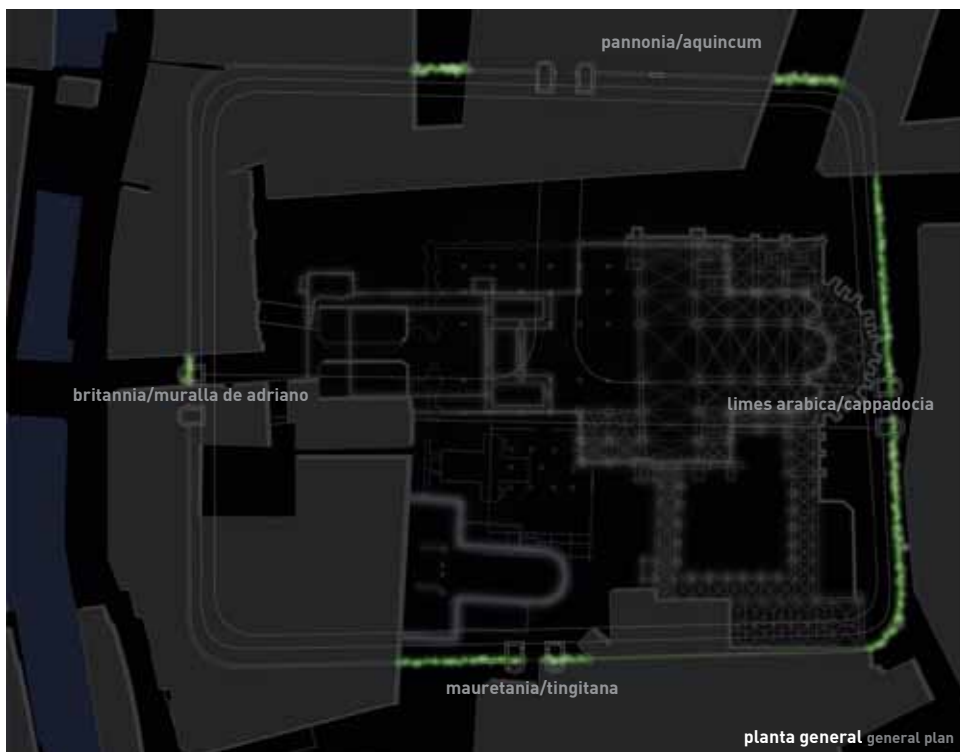 pannonia/aquincum
britannia/muralla de adriano
limes arabica/cappadocia
mauretania/tingitana
planta general general plan